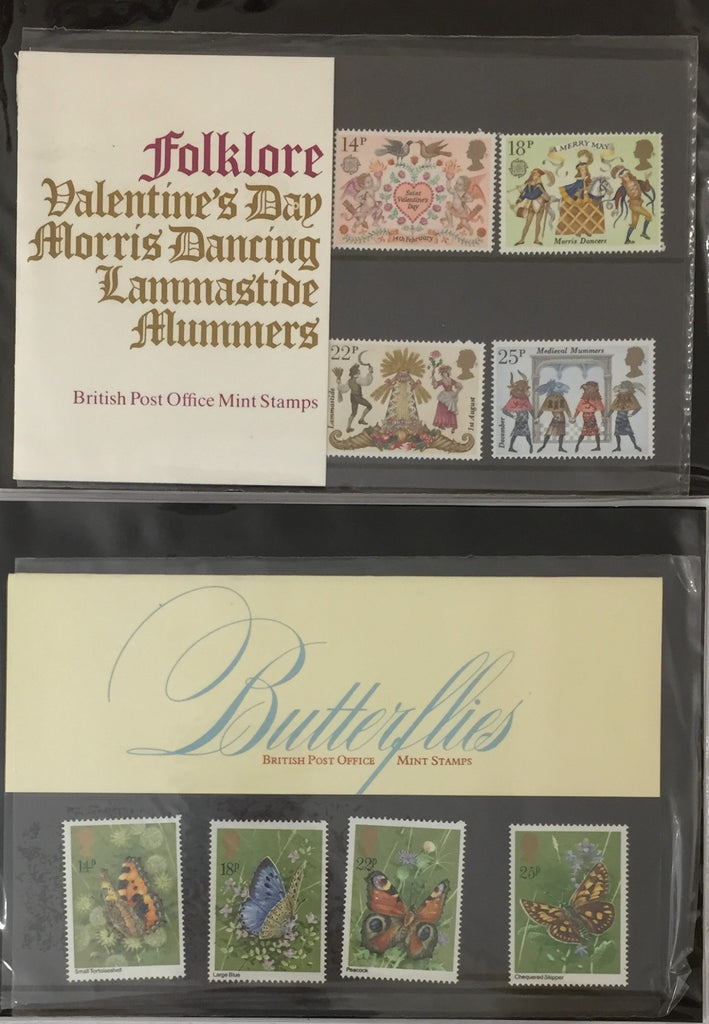 Folklore
Valentine's Day
Morris Dancing
Lammastide
Mummers
British Post Office Mint Stamps
14P
Saint
Valentine's
Day
14th February
18P
A MERRY MAY
Morris Dancers
22P
Lammastide
1st August
25P
Medieval Mummers
December
Butterflies
BRITISH POST OFFICE MINT STAMPS
14P
Small Tortoiseshell
18P
Large Blue
22P
Peacock
25P
Chequered Skipper